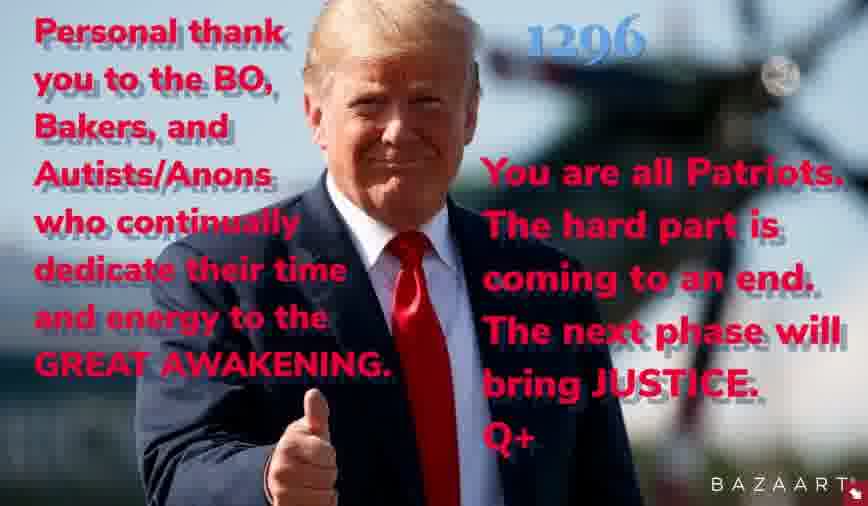 Personal thank
you to the BO,
Bakers, and
Autists/Anons
who continually
dedicate their time
and energy to the
GREAT AWAKENING.
1296
You are all Patriots.
The hard part is
coming to an end.
The next phase will
bring JUSTICE.
Q+
BAZAART